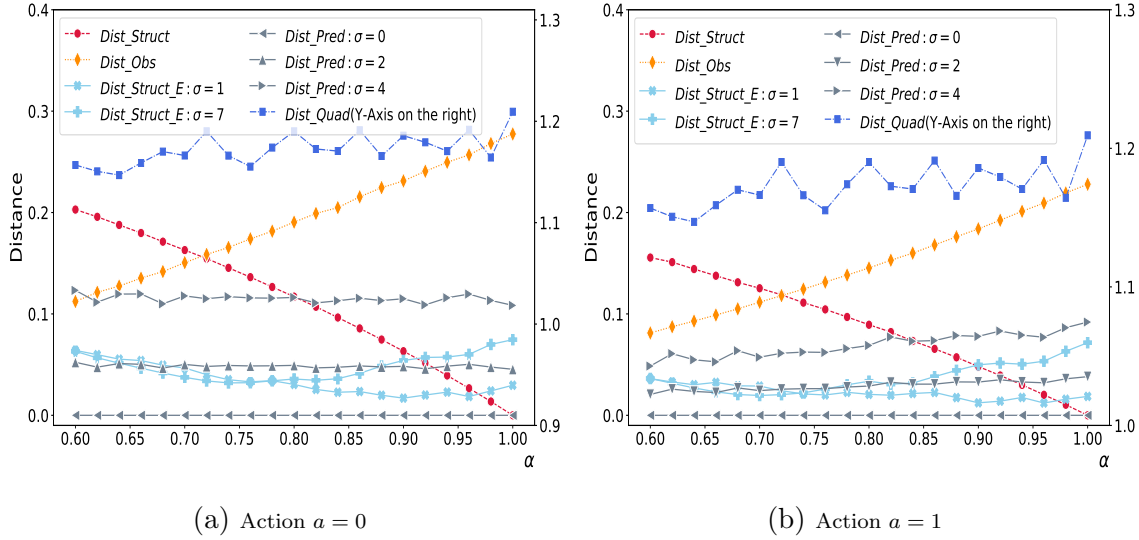 0.4
0.3
0.2
0.1
0.0
Distance
1.3
1.2
1.1
1.0
0.9
Dist_Struct
Dist_Obs
Dist_Struct_E: σ = 1
Dist_Struct_E: σ = 7
Dist_Pred: σ = 0
Dist_Pred: σ = 2
Dist_Pred: σ = 4
Dist_Quad(Y-Axis on the right)
0.60 0.65 0.70 0.75 0.80 0.85 0.90 0.95 1.00
α
(a) Action a = 0
0.4
0.3
0.2
0.1
0.0
Distance
1.3
1.2
1.1
1.0
Dist_Struct
Dist_Obs
Dist_Struct_E: σ = 1
Dist_Struct_E: σ = 7
Dist_Pred: σ = 0
Dist_Pred: σ = 2
Dist_Pred: σ = 4
Dist_Quad(Y-Axis on the right)
0.60 0.65 0.70 0.75 0.80 0.85 0.90 0.95 1.00
α
(b) Action a = 1